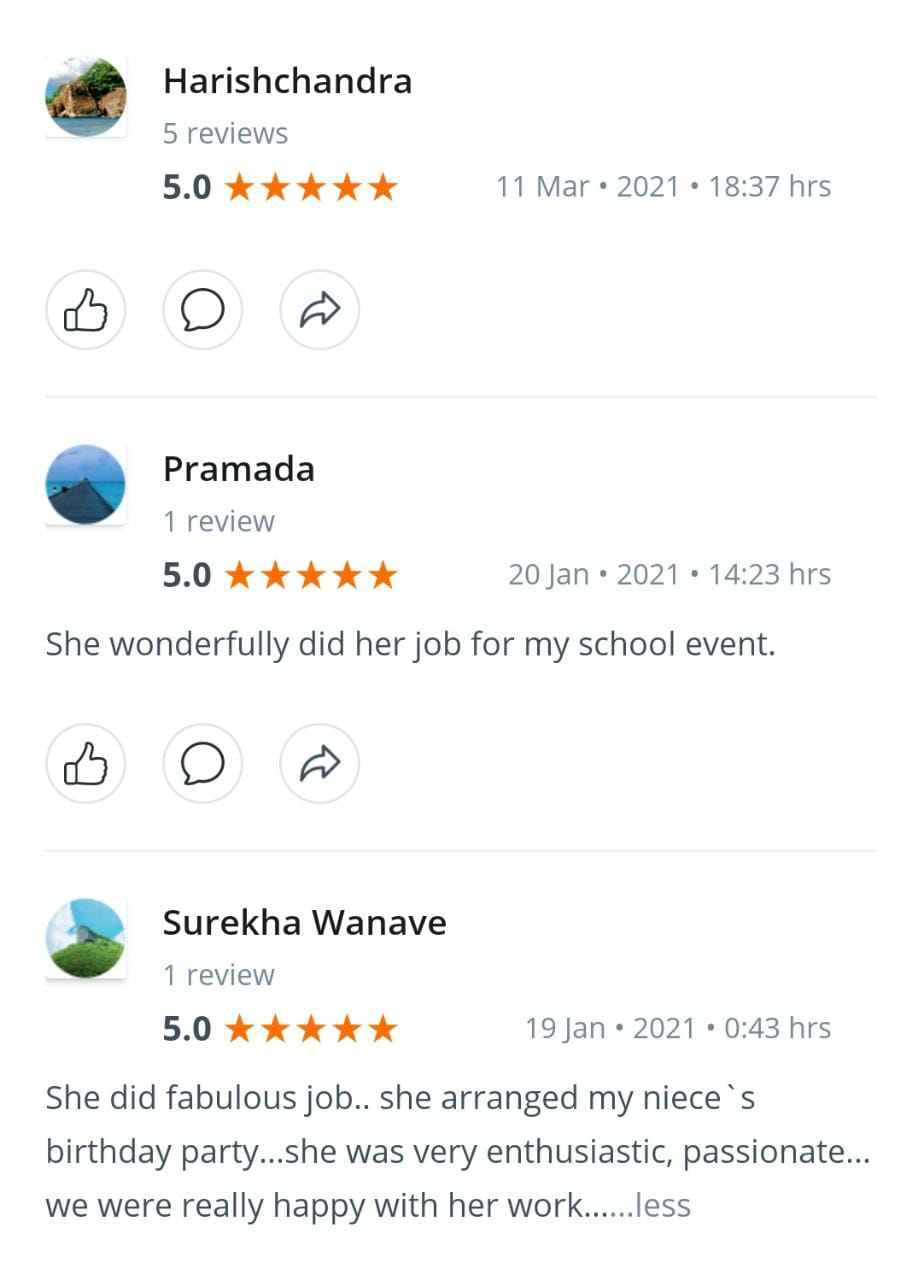 Harishchandra
5 reviews
5.0 ★★★★★ 11 Mar • 2021 • 18:37 hrs
Pramada
1 review
5.0 ★★★★★ 20 Jan • 2021 • 14:23 hrs
She wonderfully did her job for my school event.
Surekha Wanave
1 review
5.0 ★★★★★ 19 Jan • 2021 • 0:43 hrs
She did fabulous job.. she arranged my niece`s
birthday party...she was very enthusiastic, passionate...
we were really happy with her work......less